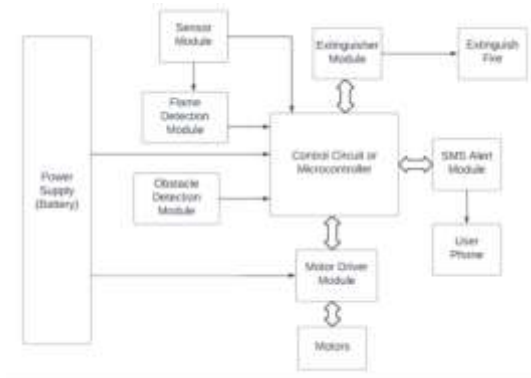 Sensor
Module
Extinguisher
Module
Extinguish
Fire
Flame
Detection
Module
Control Circuit or
Microcontroller
SMS Alert
Module
Power
Supply
(Battery)
Obstacle
Detection
Module
User
Phone
Motor Driver
Module
Motors